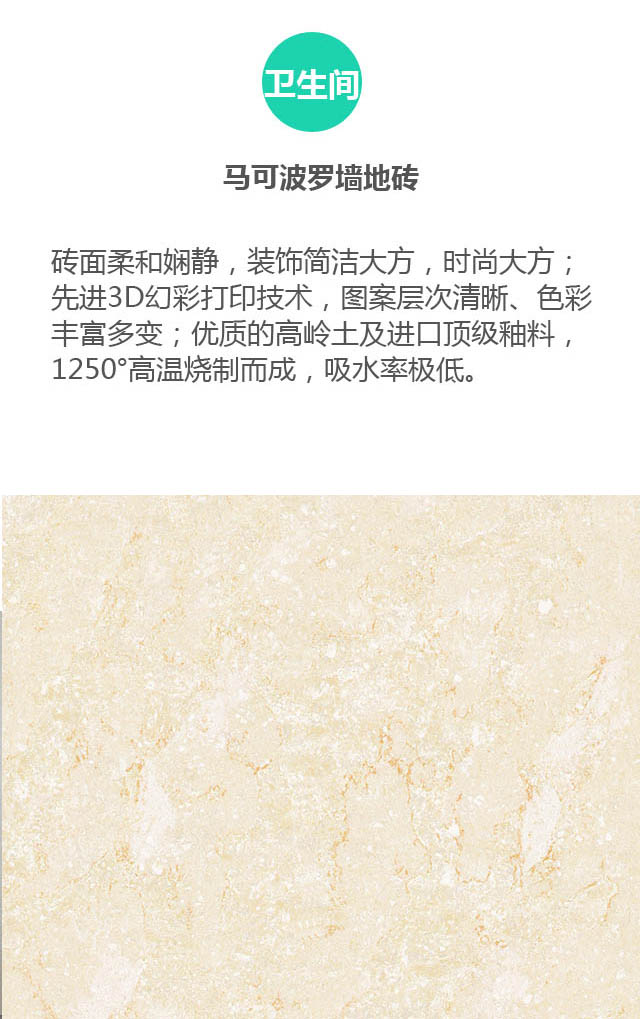 卫生间
马可波罗墙地砖
砖面柔和娴静，装饰简洁大方，时尚大方；
先进3D幻彩打印技术，图案层次清晰、色彩
丰富多变；优质的高岭土及进口顶级釉料，
1250°高温烧制而成，吸水率极低。